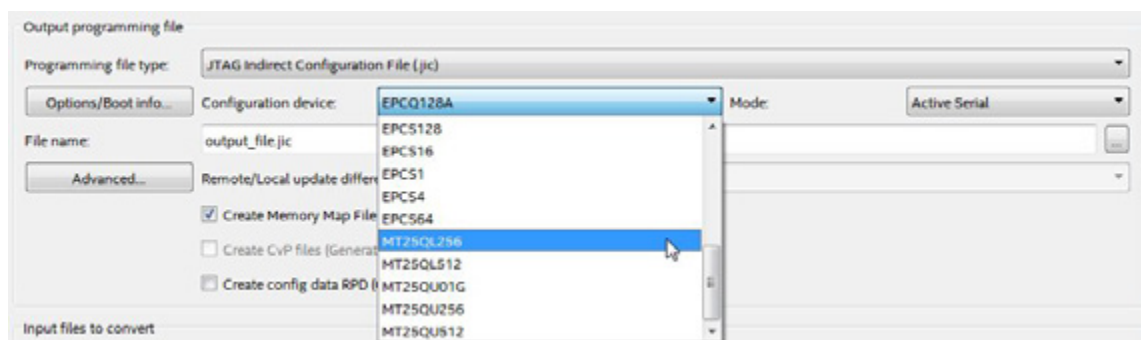 Output programming file
Programming file type: JTAG Indirect Configuration File (.jic)
Options/Boot info... Configuration device: EPCQ128A Mode: Active Serial
EPCS128
File name: output_file.jic ...
EPCS16
EPCS1
Advanced... Remote/Local update differe
EPCS4
Create Memory Map File
EPCS64
MT25QL256
Create CvP files (Generat
MT25QL512
Create config data RPD (
MT25QU01G
MT25QU256
Input files to convert
MT25QU512